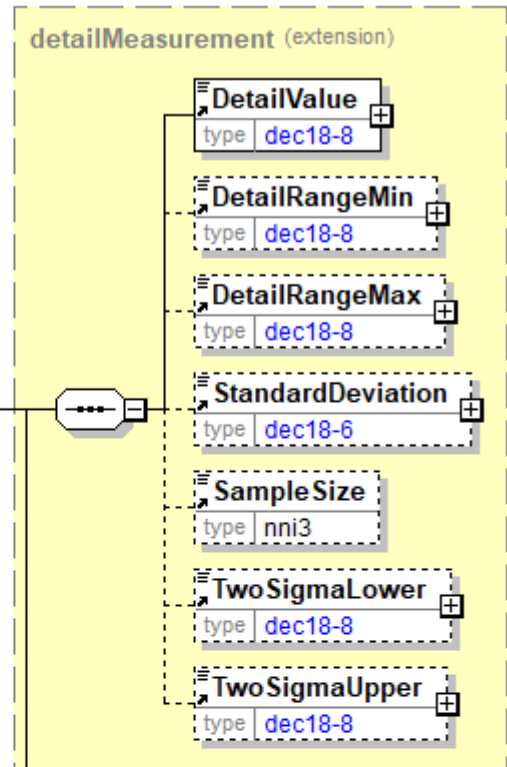 detailMeasurement (extension)
DetailValue
type dec18-8
DetailRangeMin
type dec18-8
DetailRangeMax
type dec18-8
StandardDeviation
type dec18-6
SampleSize
type nni3
TwoSigmaLower
type dec18-8
TwoSigmaUpper
type dec18-8